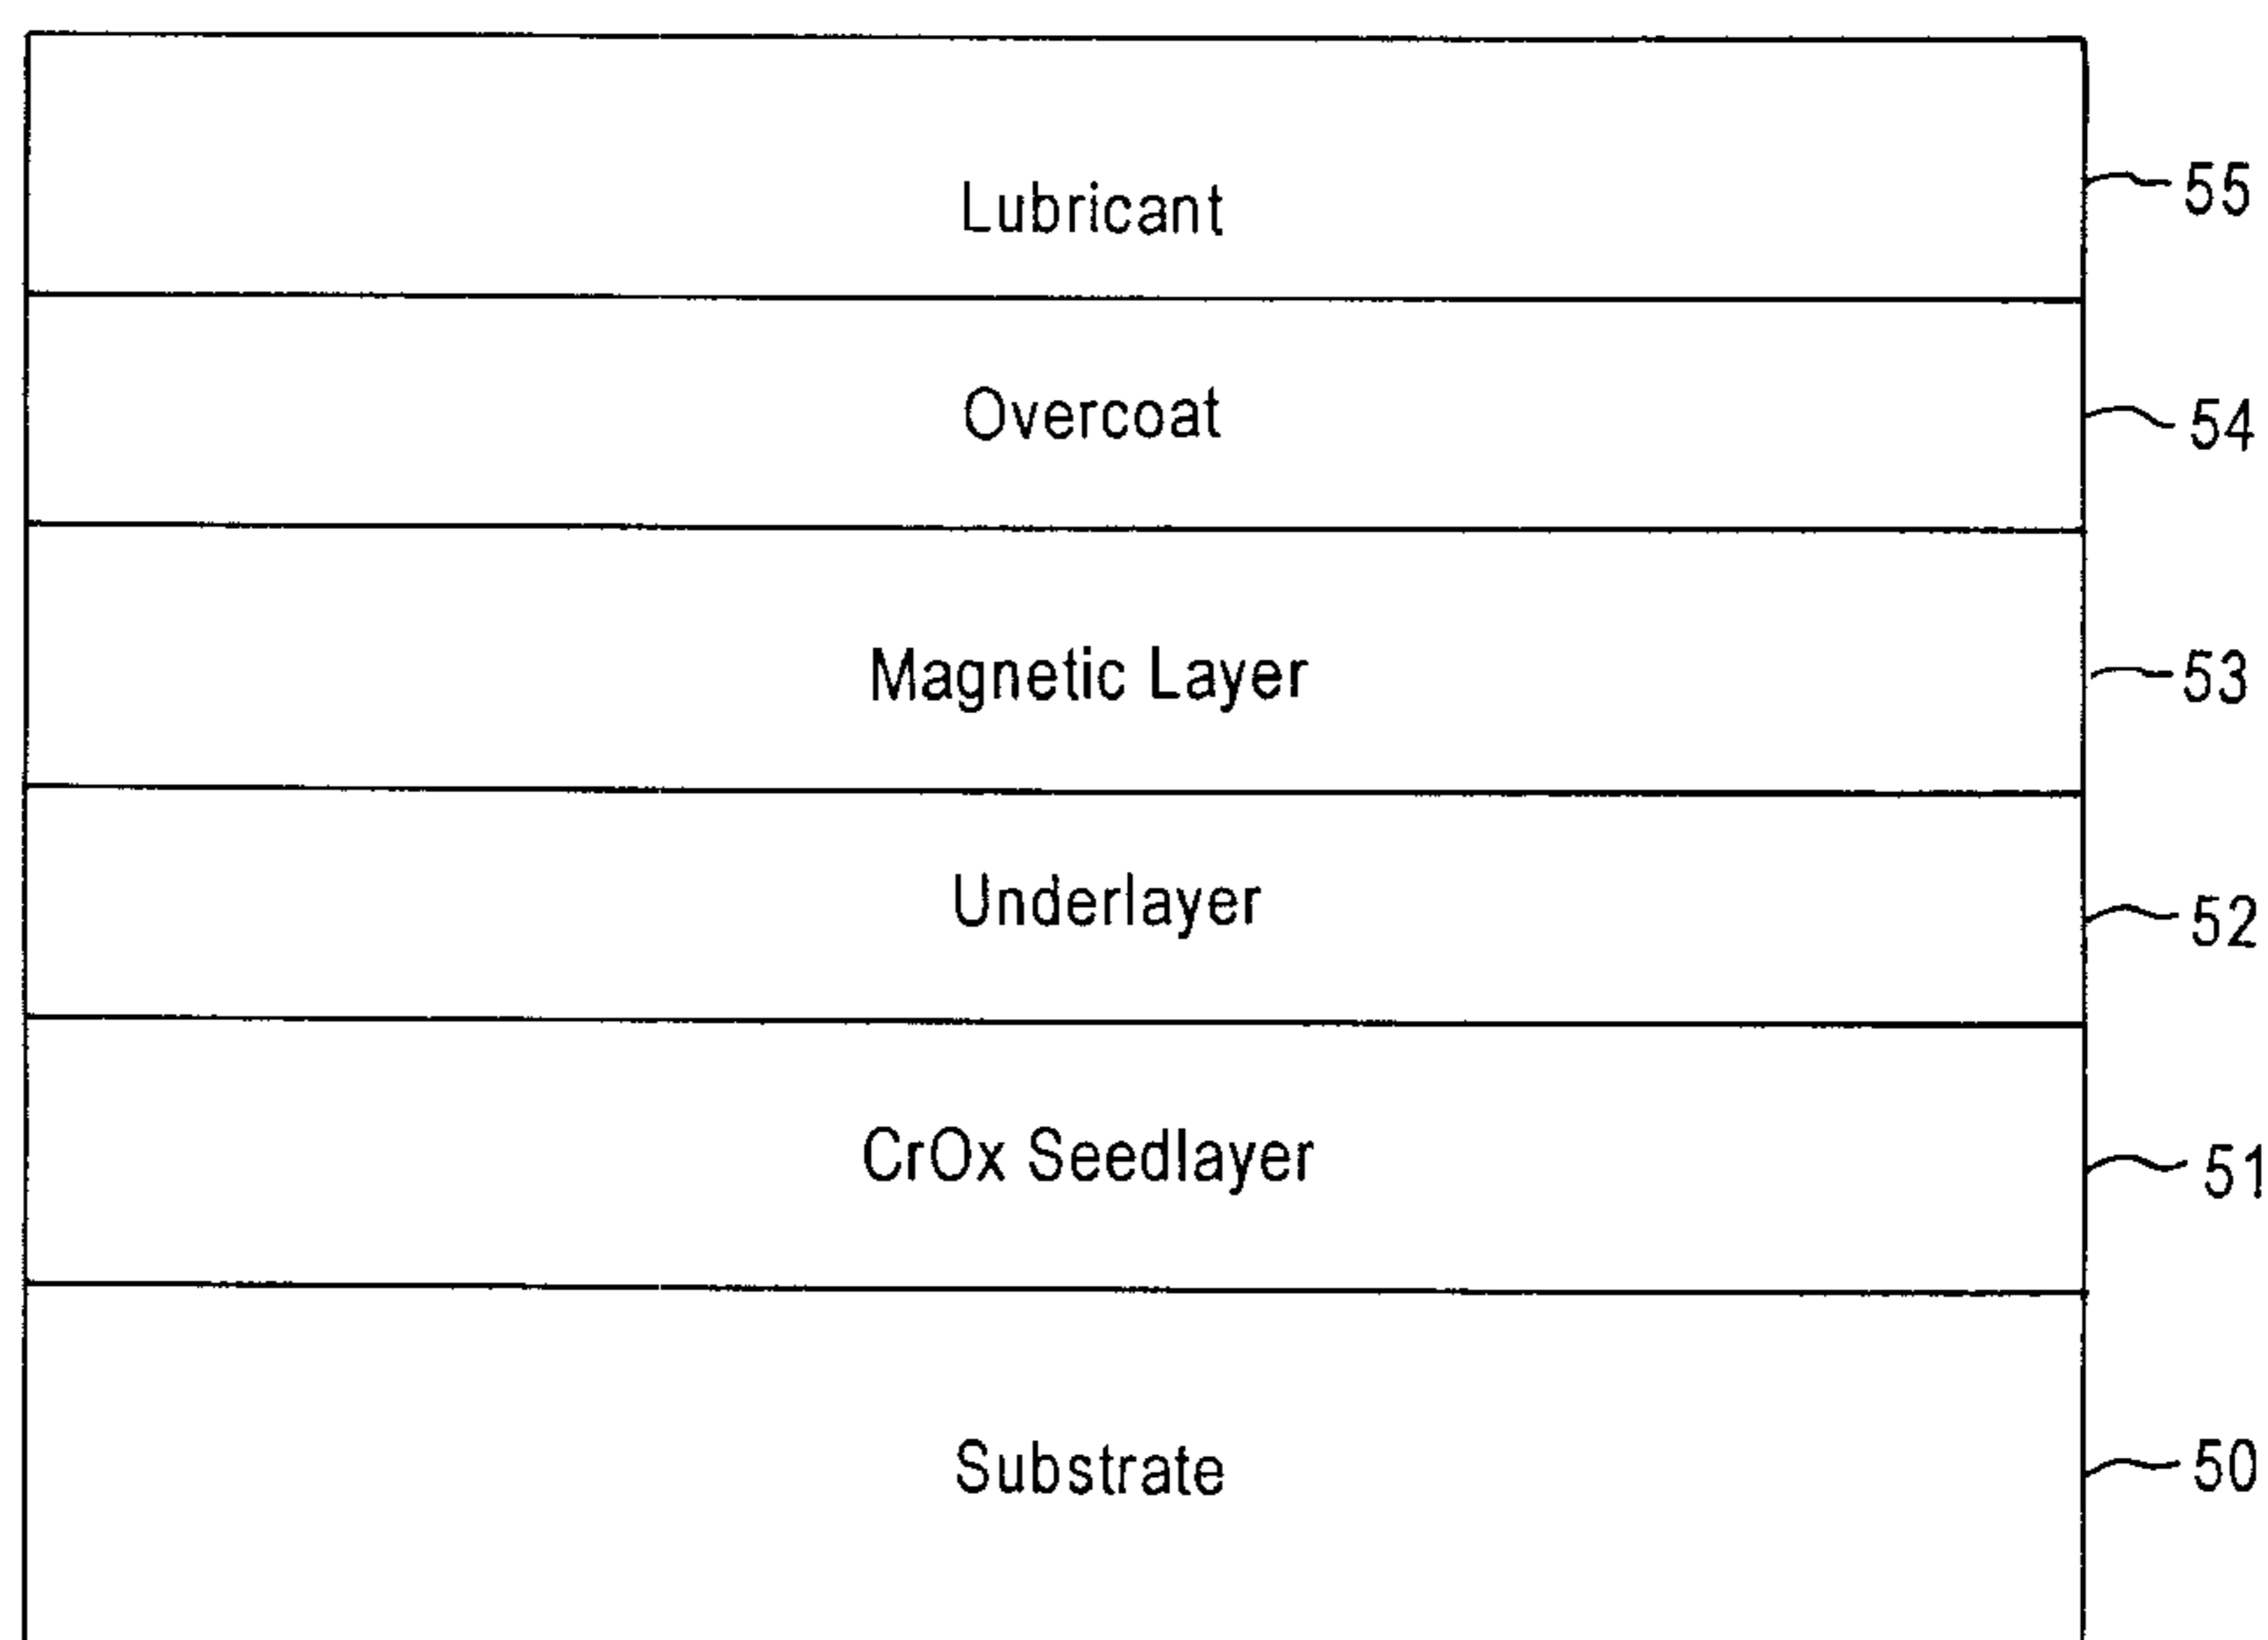 Lubricant 55
Overcoat 54
Magnetic Layer 53
Underlayer 52
CrOx Seedlayer 51
Substrate 50